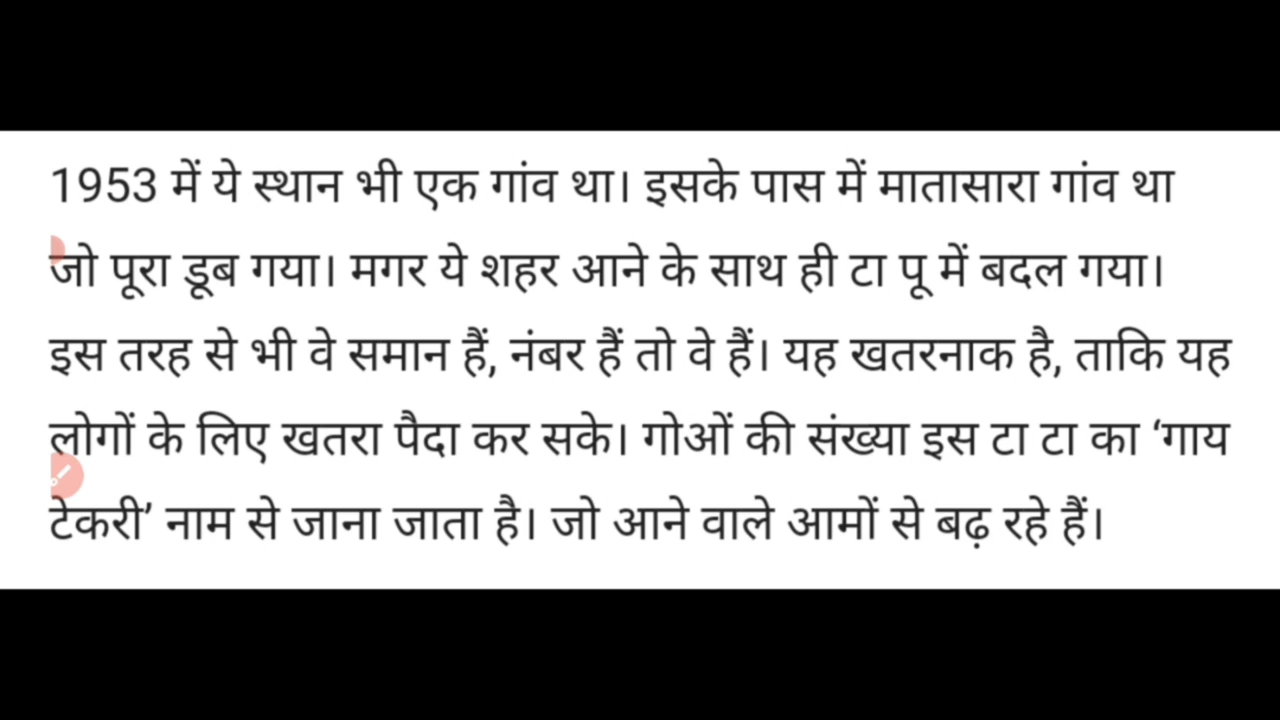 1953 में ये स्थान भी एक गांव था। इसके पास में मातासारा गांव था
जो पूरा डूब गया। मगर ये शहर आने के साथ ही टा पू में बदल गया।
इस तरह से भी वे समान हैं, नंबर हैं तो वे हैं। यह खतरनाक है, ताकि यह
लोगों के लिए खतरा पैदा कर सके। गोओं की संख्या इस टा टा का ‘गाय
टेकरी’ नाम से जाना जाता है। जो आने वाले आमों से बढ़ रहे हैं।